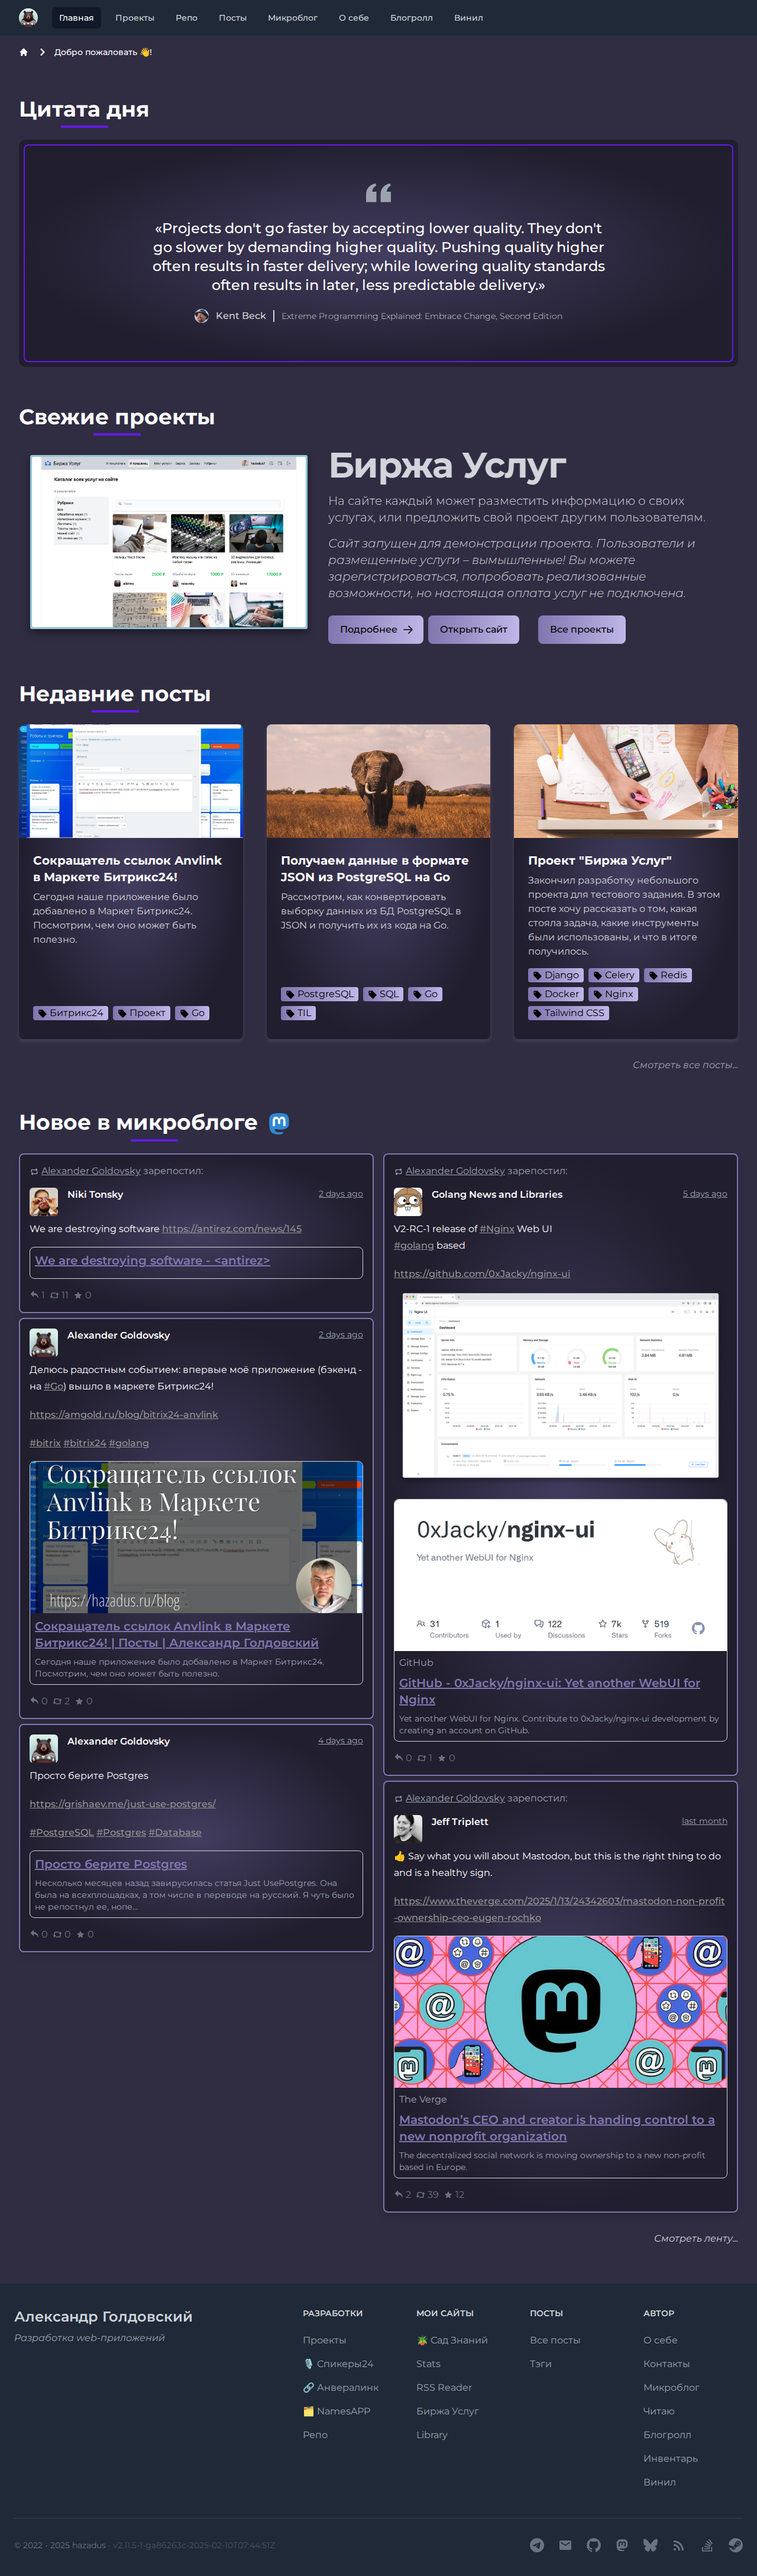 Главная Проекты Репо Посты Микроблог О себе Блогролл Винил
Добро пожаловать 👋!
Цитата дня
«Projects don't go faster by accepting lower quality. They don't
go slower by demanding higher quality. Pushing quality higher
often results in faster delivery; while lowering quality standards
often results in later, less predictable delivery.»
Kent Beck
Extreme Programming Explained: Embrace Change, Second Edition
Свежие проекты
Биржа Услуг
Каталог всех услуг на сайте
Рубрики
Биржа Услуг
На сайте каждый может разместить информацию о своих
услугах, или предложить свой проект другим пользователям.
Сайт запущен для демонстрации проекта. Пользователи и
размещенные услуги – вымышленные! Вы можете
зарегистрироваться, попробовать реализованные
возможности, но настоящая оплата услуг не подключена.
Подробнее →
Открыть сайт
Все проекты
Недавние посты
Сокращатель ссылок Anvlink
в Маркете Битрикс24!
Сегодня наше приложение было
добавлено в Маркет Битрикс24.
Посмотрим, чем оно может быть
полезно.
Битрикс24 Проект Go
Получаем данные в формате
JSON из PostgreSQL на Go
Рассмотрим, как конвертировать
выборку данных из БД PostgreSQL в
JSON и получить их из кода на Go.
PostgreSQL SQL Go
TIL
Проект "Биржа Услуг"
Закончил разработку небольшого
проекта для тестового задания. В этом
посте хочу рассказать о том, какая
стояла задача, какие инструменты
были использованы, и что в итоге
получилось.
Django Celery Redis
Docker Nginx
Tailwind CSS
Смотреть все посты...
Новое в микроблоге
Alexander Goldovsky зарепостил:
Niki Tonsky
2 days ago
We are destroying software https://antirez.com/news/145
We are destroying software - <antirez>
1 11 0
Alexander Goldovsky
2 days ago
Делюсь радостным событием: впервые моё приложение (бэкенд -
на #Go) вышло в маркете Битрикс24!
https://amgold.ru/blog/bitrix24-anvlink
#bitrix #bitrix24 #golang
Сокращатель ссылок
Anvlink в Маркете
Битрикс24!
https://hazadus.ru/blog
Сокращатель ссылок Anvlink в Маркете
Битрикс24! | Посты | Александр Голдовский
Сегодня наше приложение было добавлено в Маркет Битрикс24.
Посмотрим, чем оно может быть полезно.
0 2 0
Alexander Goldovsky
4 days ago
Просто берите Postgres
https://grishaev.me/just-use-postgres/
#PostgreSQL #Postgres #Database
Просто берите Postgres
Несколько месяцев назад завирусилась статья Just UsePostgres. Она
была на всехплощадках, а том числе в переводе на русский. Я чуть было
не репостнул ее, нопе...
0 0 0
Alexander Goldovsky зарепостил:
Golang News and Libraries
5 days ago
V2-RC-1 release of #Nginx Web UI
#golang based
https://github.com/0xJacky/nginx-ui
Nginx UI
Dashboard
0xJacky/nginx-ui
Yet another WebUI for Nginx
31 Contributors
1 Used by
122 Discussions
7k Stars
519 Forks
GitHub
GitHub - 0xJacky/nginx-ui: Yet another WebUI for
Nginx
Yet another WebUI for Nginx. Contribute to 0xJacky/nginx-ui development by
creating an account on GitHub.
0 1 0
Alexander Goldovsky зарепостил:
Jeff Triplett
last month
👍 Say what you will about Mastodon, but this is the right thing to do
and is a healthy sign.
https://www.theverge.com/2025/1/13/24342603/mastodon-non-profit
-ownership-ceo-eugen-rochko
The Verge
Mastodon’s CEO and creator is handing control to a
new nonprofit organization
The decentralized social network is moving ownership to a new non-profit
based in Europe.
2 39 12
Смотреть ленту...
Александр Голдовский
Разработка web-приложений
РАЗРАБОТКИ
Проекты
🎙️ Спикеры24
🔗 Анвералинк
🗂️ NamesAPP
Репо
МОИ САЙТЫ
🪴 Сад Знаний
Stats
RSS Reader
Биржа Услуг
Library
ПОСТЫ
Все посты
Тэги
АВТОР
О себе
Контакты
Микроблог
Читаю
Блогролл
Инвентарь
Винил
© 2022 - 2025 hazadus - v2.11.5-1-ga86263c-2025-02-10T07:44:51Z